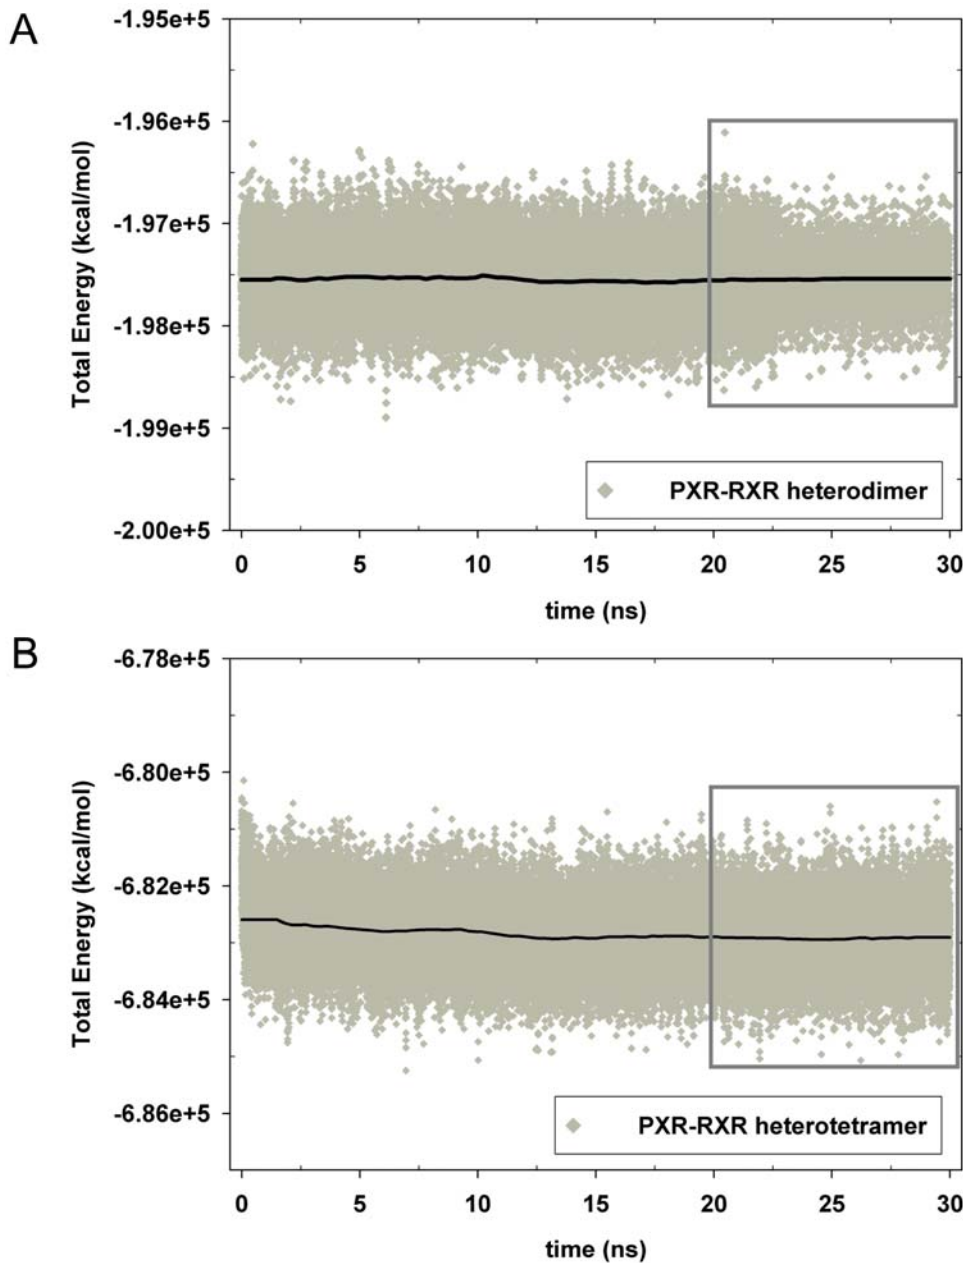 A
Total Energy (kcal/mol)
-1.95e+5
-1.96e+5
-1.97e+5
-1.98e+5
-1.99e+5
-2.00e+5
PXR-RXR heterodimer
0 5 10 15 20 25 30
time (ns)
B
Total Energy (kcal/mol)
-6.78e+5
-6.80e+5
-6.82e+5
-6.84e+5
-6.86e+5
PXR-RXR heterotetramer
0 5 10 15 20 25 30
time (ns)